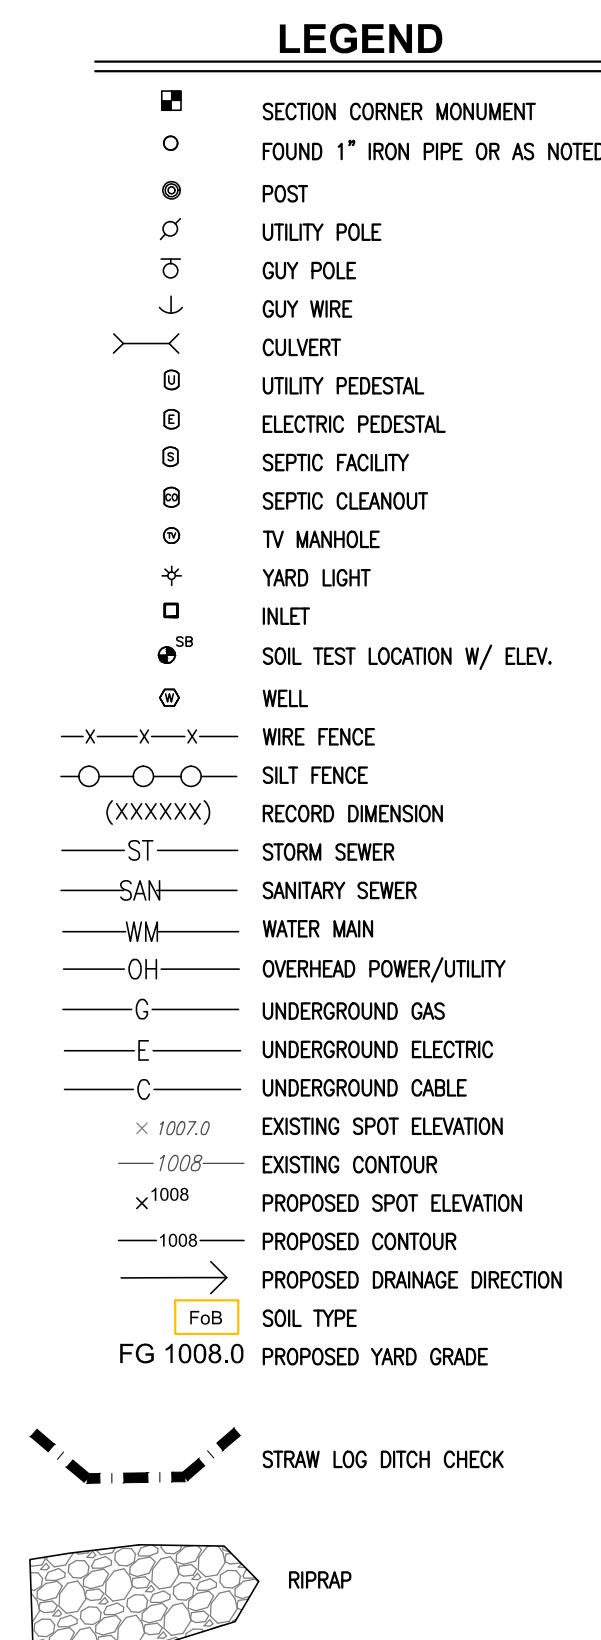 LEGEND
SECTION CORNER MONUMENT
FOUND 1" IRON PIPE OR AS NOTED
POST
UTILITY POLE
GUY POLE
GUY WIRE
CULVERT
U UTILITY PEDESTAL
E ELECTRIC PEDESTAL
S SEPTIC FACILITY
CO SEPTIC CLEANOUT
TV TV MANHOLE
YARD LIGHT
INLET
SB SOIL TEST LOCATION W/ ELEV.
W WELL
X X X WIRE FENCE
SILT FENCE
(XXXXXX) RECORD DIMENSION
ST STORM SEWER
SAN SANITARY SEWER
WM WATER MAIN
OH OVERHEAD POWER/UTILITY
G UNDERGROUND GAS
E UNDERGROUND ELECTRIC
C UNDERGROUND CABLE
× 1007.0 EXISTING SPOT ELEVATION
1008 EXISTING CONTOUR
×1008 PROPOSED SPOT ELEVATION
1008 PROPOSED CONTOUR
PROPOSED DRAINAGE DIRECTION
FoB SOIL TYPE
FG 1008.0 PROPOSED YARD GRADE
STRAW LOG DITCH CHECK
RIPRAP